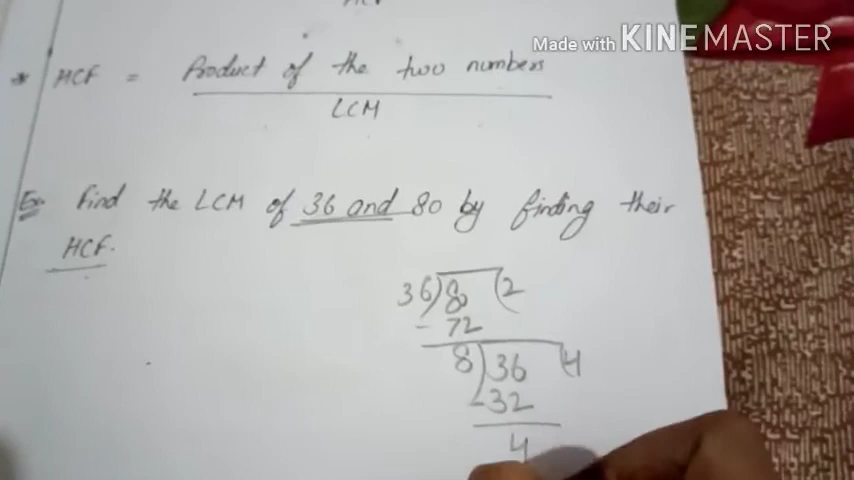 Made with KINEMASTER
* HCF = Product of the two numbers
LCM
Ex. Find the LCM of 36 and 80 by finding their
HCF.
36)80(2
- 72
8)36(4
-32
4